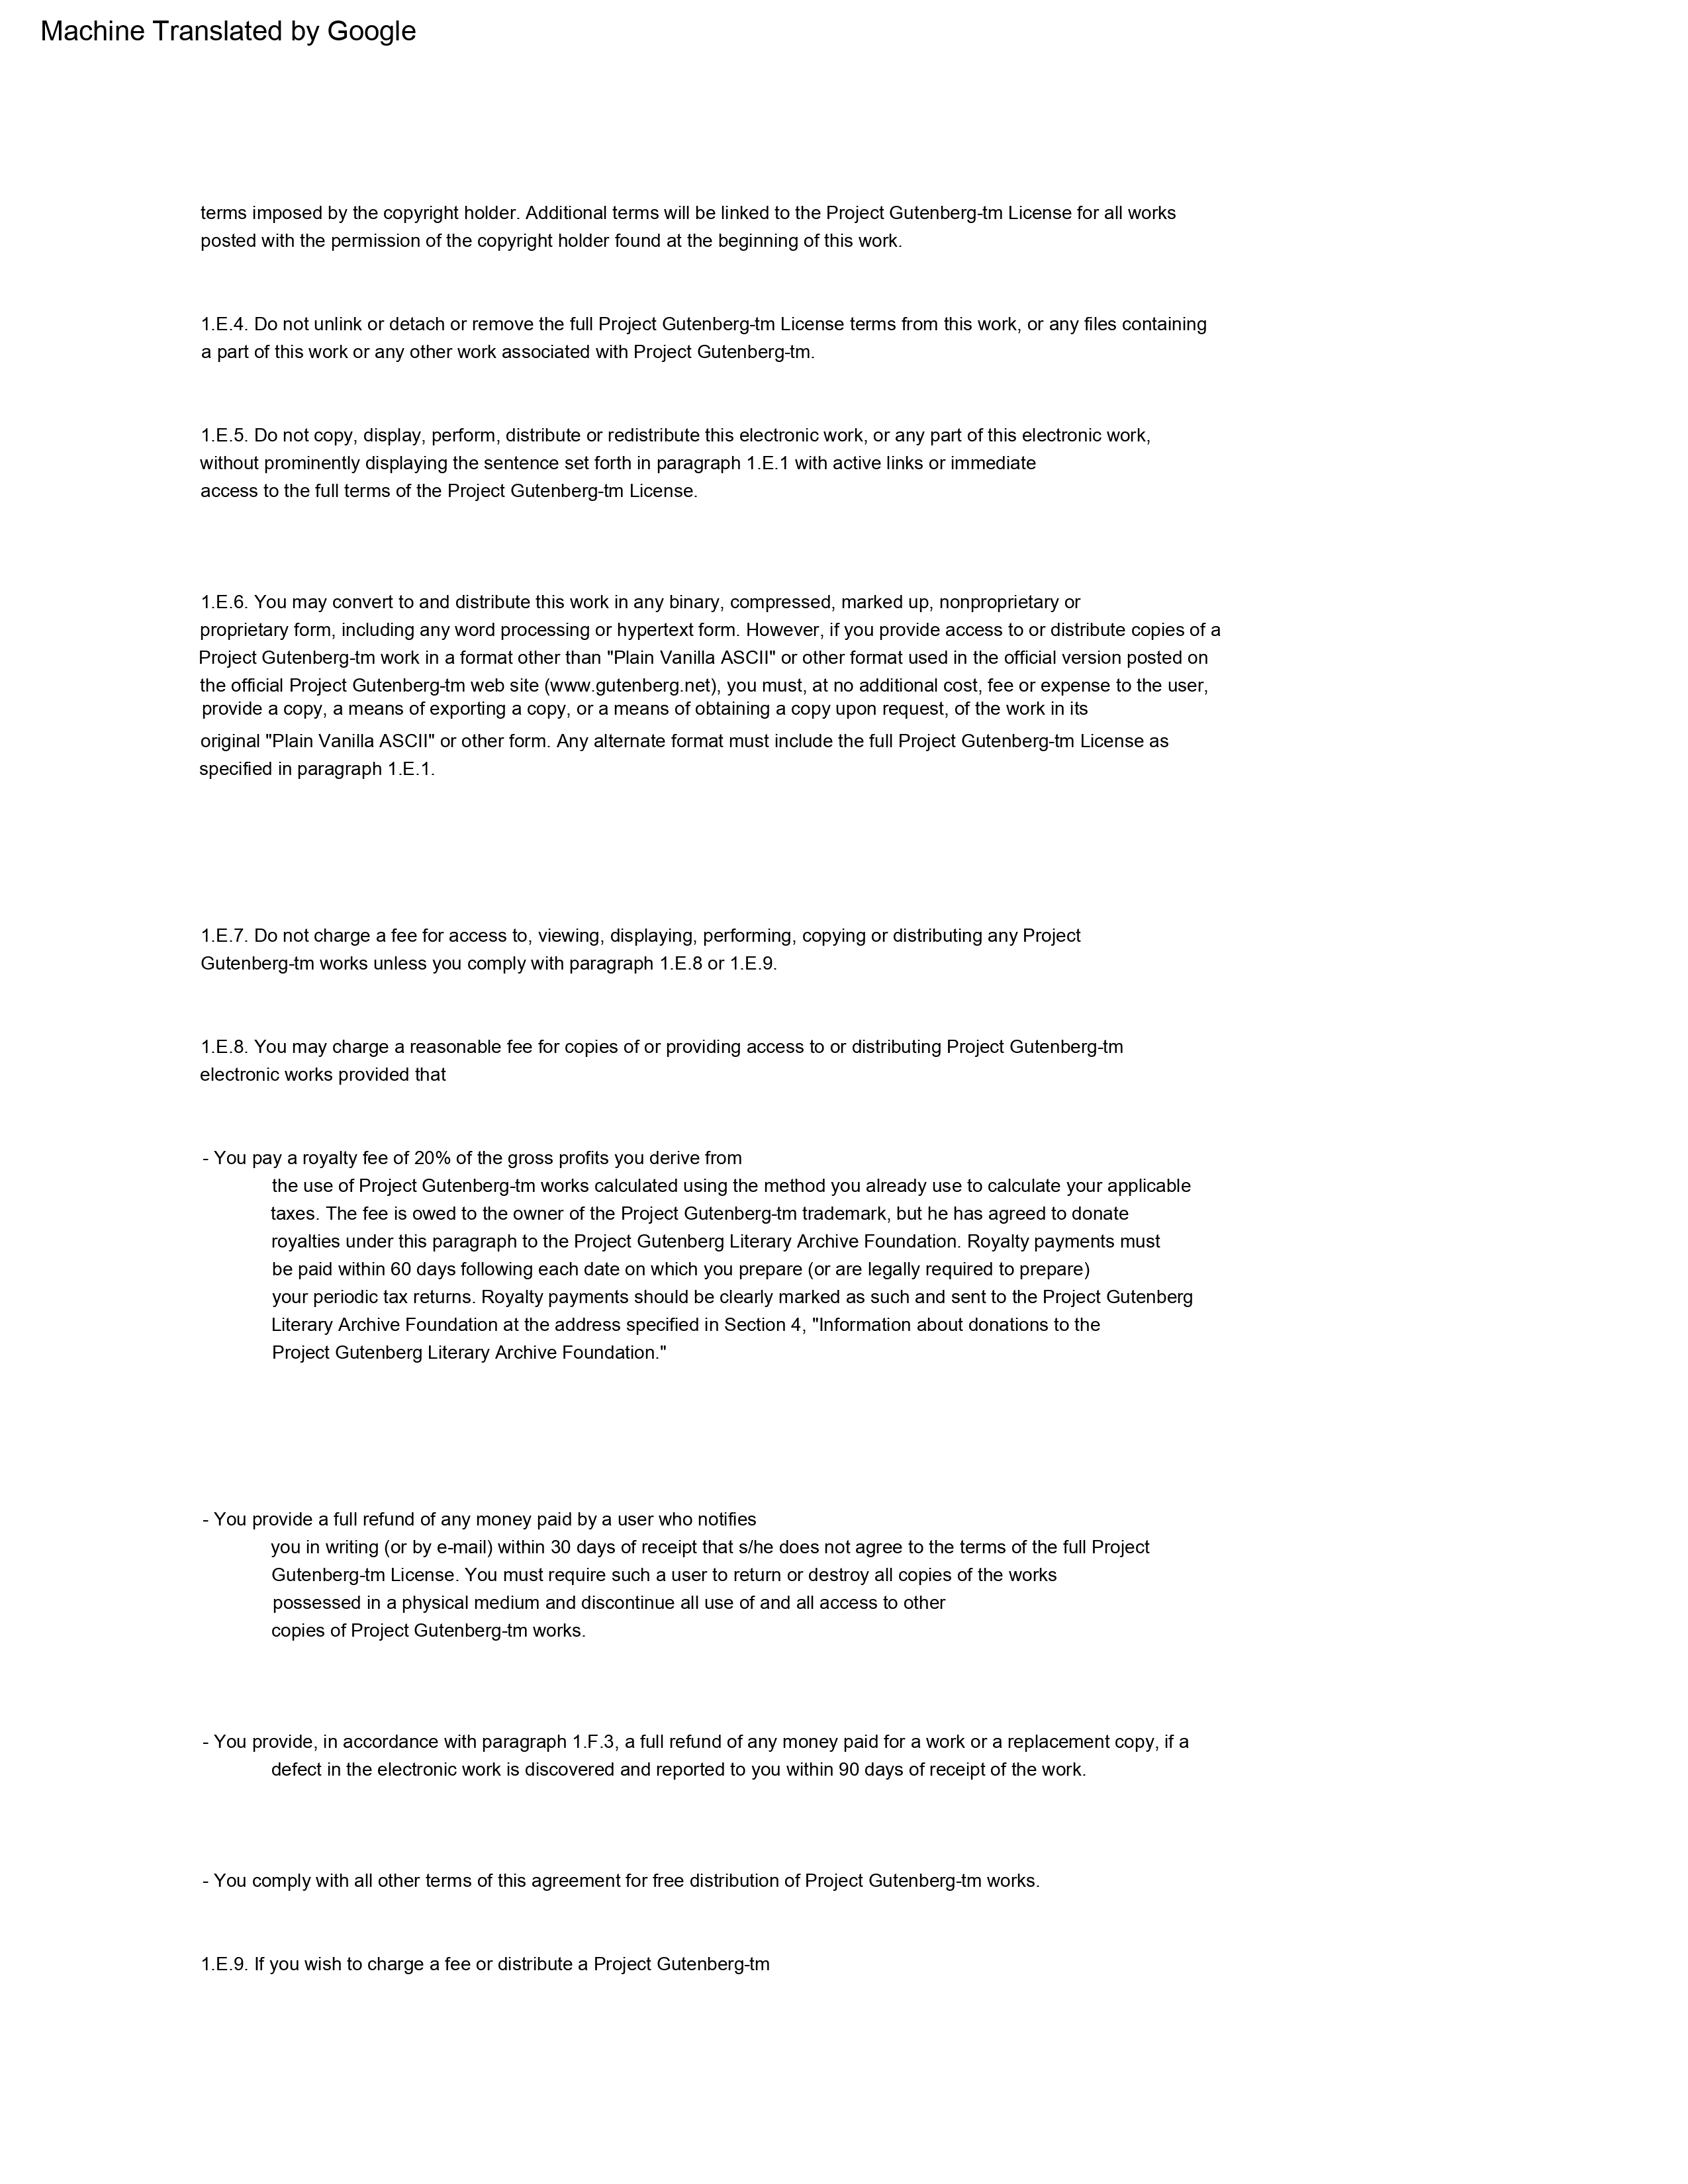 Machine Translated by Google
terms imposed by the copyright holder. Additional terms will be linked to the Project Gutenberg-tm License for all works
posted with the permission of the copyright holder found at the beginning of this work.
1.E.4. Do not unlink or detach or remove the full Project Gutenberg-tm License terms from this work, or any files containing
a part of this work or any other work associated with Project Gutenberg-tm.
1.E.5. Do not copy, display, perform, distribute or redistribute this electronic work, or any part of this electronic work,
without prominently displaying the sentence set forth in paragraph 1.E.1 with active links or immediate
access to the full terms of the Project Gutenberg-tm License.
1.E.6. You may convert to and distribute this work in any binary, compressed, marked up, nonproprietary or
proprietary form, including any word processing or hypertext form. However, if you provide access to or distribute copies of a
Project Gutenberg-tm work in a format other than "Plain Vanilla ASCII" or other format used in the official version posted on
the official Project Gutenberg-tm web site (www.gutenberg.net), you must, at no additional cost, fee or expense to the user,
provide a copy, a means of exporting a copy, or a means of obtaining a copy upon request, of the work in its
original "Plain Vanilla ASCII" or other form. Any alternate format must include the full Project Gutenberg-tm License as
specified in paragraph 1.E.1.
1.E.7. Do not charge a fee for access to, viewing, displaying, performing, copying or distributing any Project
Gutenberg-tm works unless you comply with paragraph 1.E.8 or 1.E.9.
1.E.8. You may charge a reasonable fee for copies of or providing access to or distributing Project Gutenberg-tm
electronic works provided that
- You pay a royalty fee of 20% of the gross profits you derive from
the use of Project Gutenberg-tm works calculated using the method you already use to calculate your applicable
taxes. The fee is owed to the owner of the Project Gutenberg-tm trademark, but he has agreed to donate
royalties under this paragraph to the Project Gutenberg Literary Archive Foundation. Royalty payments must
be paid within 60 days following each date on which you prepare (or are legally required to prepare)
your periodic tax returns. Royalty payments should be clearly marked as such and sent to the Project Gutenberg
Literary Archive Foundation at the address specified in Section 4, "Information about donations to the
Project Gutenberg Literary Archive Foundation."
- You provide a full refund of any money paid by a user who notifies
you in writing (or by e-mail) within 30 days of receipt that s/he does not agree to the terms of the full Project
Gutenberg-tm License. You must require such a user to return or destroy all copies of the works
possessed in a physical medium and discontinue all use of and all access to other
copies of Project Gutenberg-tm works.
- You provide, in accordance with paragraph 1.F.3, a full refund of any money paid for a work or a replacement copy, if a
defect in the electronic work is discovered and reported to you within 90 days of receipt of the work.
- You comply with all other terms of this agreement for free distribution of Project Gutenberg-tm works.
1.E.9. If you wish to charge a fee or distribute a Project Gutenberg-tm